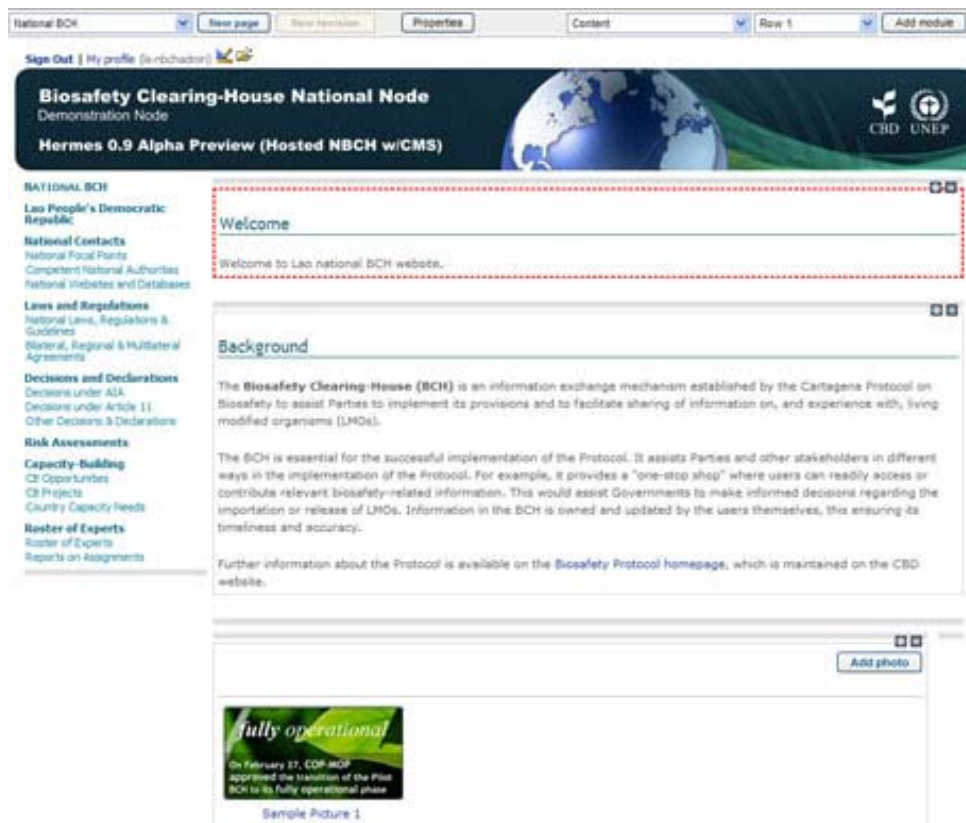 National BCH
New page
New revision
Properties
Content
Row 1
Add module
Sign Out | My profile
Biosafety Clearing-House National Node
Demonstration Node
Hermes 0.9 Alpha Preview (Hosted NBCH w/CMS)
CBD UNEP
NATIONAL BCH
Lao People's Democratic
Republic
National Contacts
National Focal Points
Competent National Authorities
National Websites and Databases
Laws and Regulations
National Laws, Regulations &
Guidelines
Bilateral, Regional & Multilateral
Agreements
Decisions and Declarations
Decisions under AIA
Decisions under Article 11
Other Decisions & Declarations
Risk Assessments
Capacity-Building
CB Opportunities
CB Projects
Country Capacity Needs
Roster of Experts
Roster of Experts
Reports on Assignments
Welcome
Welcome to Lao national BCH website.
Background
The Biosafety Clearing-House (BCH) is an information exchange mechanism established by the Cartagene Protocol on
Biosafety to assist Parties to implement its provisions and to facilitate sharing of information on, and experience with, living
modified organisms (LMOs).
The BCH is essential for the successful implementation of the Protocol. It assists Parties and other stakeholders in different
ways in the implementation of the Protocol. For example, it provides a "one-stop shop" where users can readily access or
contribute relevant biosafety-related information. This would assist Governments to make informed decisions regarding the
importation or release of LMOs. Information in the BCH is owned and updated by the users themselves, this ensuring its
timeliness and accuracy.
Further information about the Protocol is available on the Biosafety Protocol homepage, which is maintained on the CBD
website.
Add photo
fully operational
On February 27, COP-MOP
approved the transition of the Pilot
BCH to its fully operational phase
Sample Picture 1